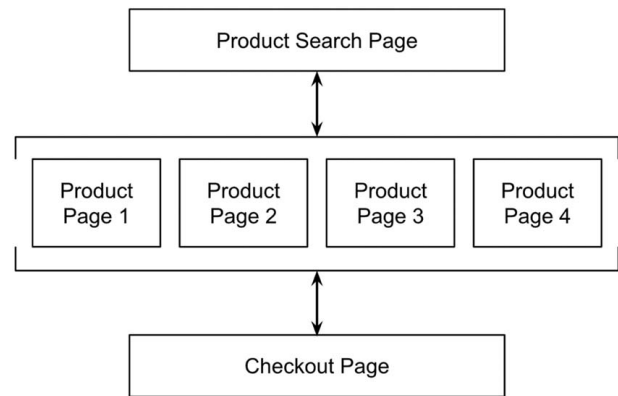 Product Search Page
Product
Page 1
Product
Page 2
Product
Page 3
Product
Page 4
Checkout Page